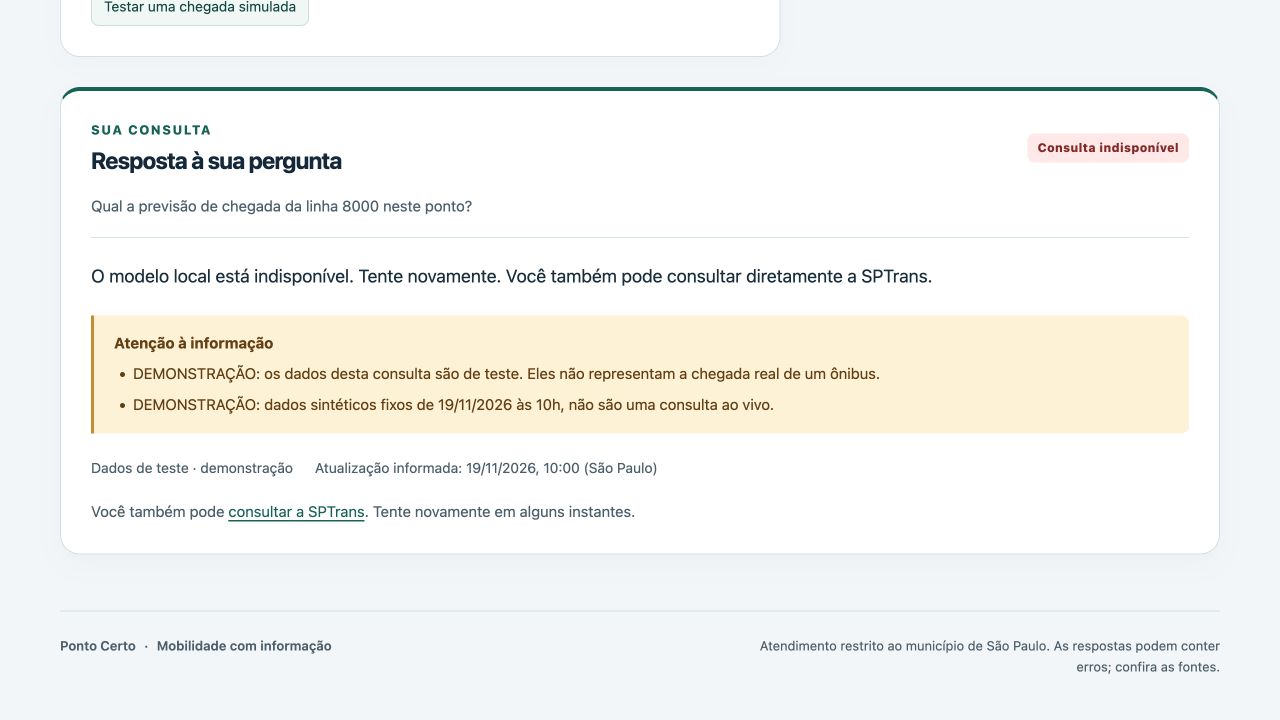 Testar uma chegada simulada
SUA CONSULTA
Resposta à sua pergunta
Consulta indisponível
Qual a previsão de chegada da linha 8000 neste ponto?
O modelo local está indisponível. Tente novamente. Você também pode consultar diretamente a SPTrans.
Atenção à informação
• DEMONSTRAÇÃO: os dados desta consulta são de teste. Eles não representam a chegada real de um ônibus.
• DEMONSTRAÇÃO: dados sintéticos fixos de 19/11/2026 às 10h, não são uma consulta ao vivo.
Dados de teste · demonstração Atualização informada: 19/11/2026, 10:00 (São Paulo)
Você também pode consultar a SPTrans. Tente novamente em alguns instantes.
Ponto Certo · Mobilidade com informação
Atendimento restrito ao município de São Paulo. As respostas podem conter
erros; confira as fontes.